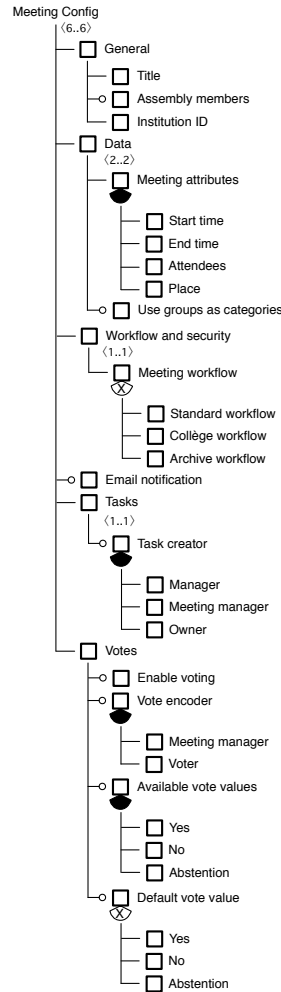 Meeting Config
⟨6..6⟩
General
Title
Assembly members
Institution ID
Data
⟨2..2⟩
Meeting attributes
Start time
End time
Attendees
Place
Use groups as categories
Workflow and security
⟨1..1⟩
Meeting workflow
X
Standard workflow
Collège workflow
Archive workflow
Email notification
Tasks
⟨1..1⟩
Task creator
Manager
Meeting manager
Owner
Votes
Enable voting
Vote encoder
Meeting manager
Voter
Available vote values
Yes
No
Abstention
Default vote value
X
Yes
No
Abstention